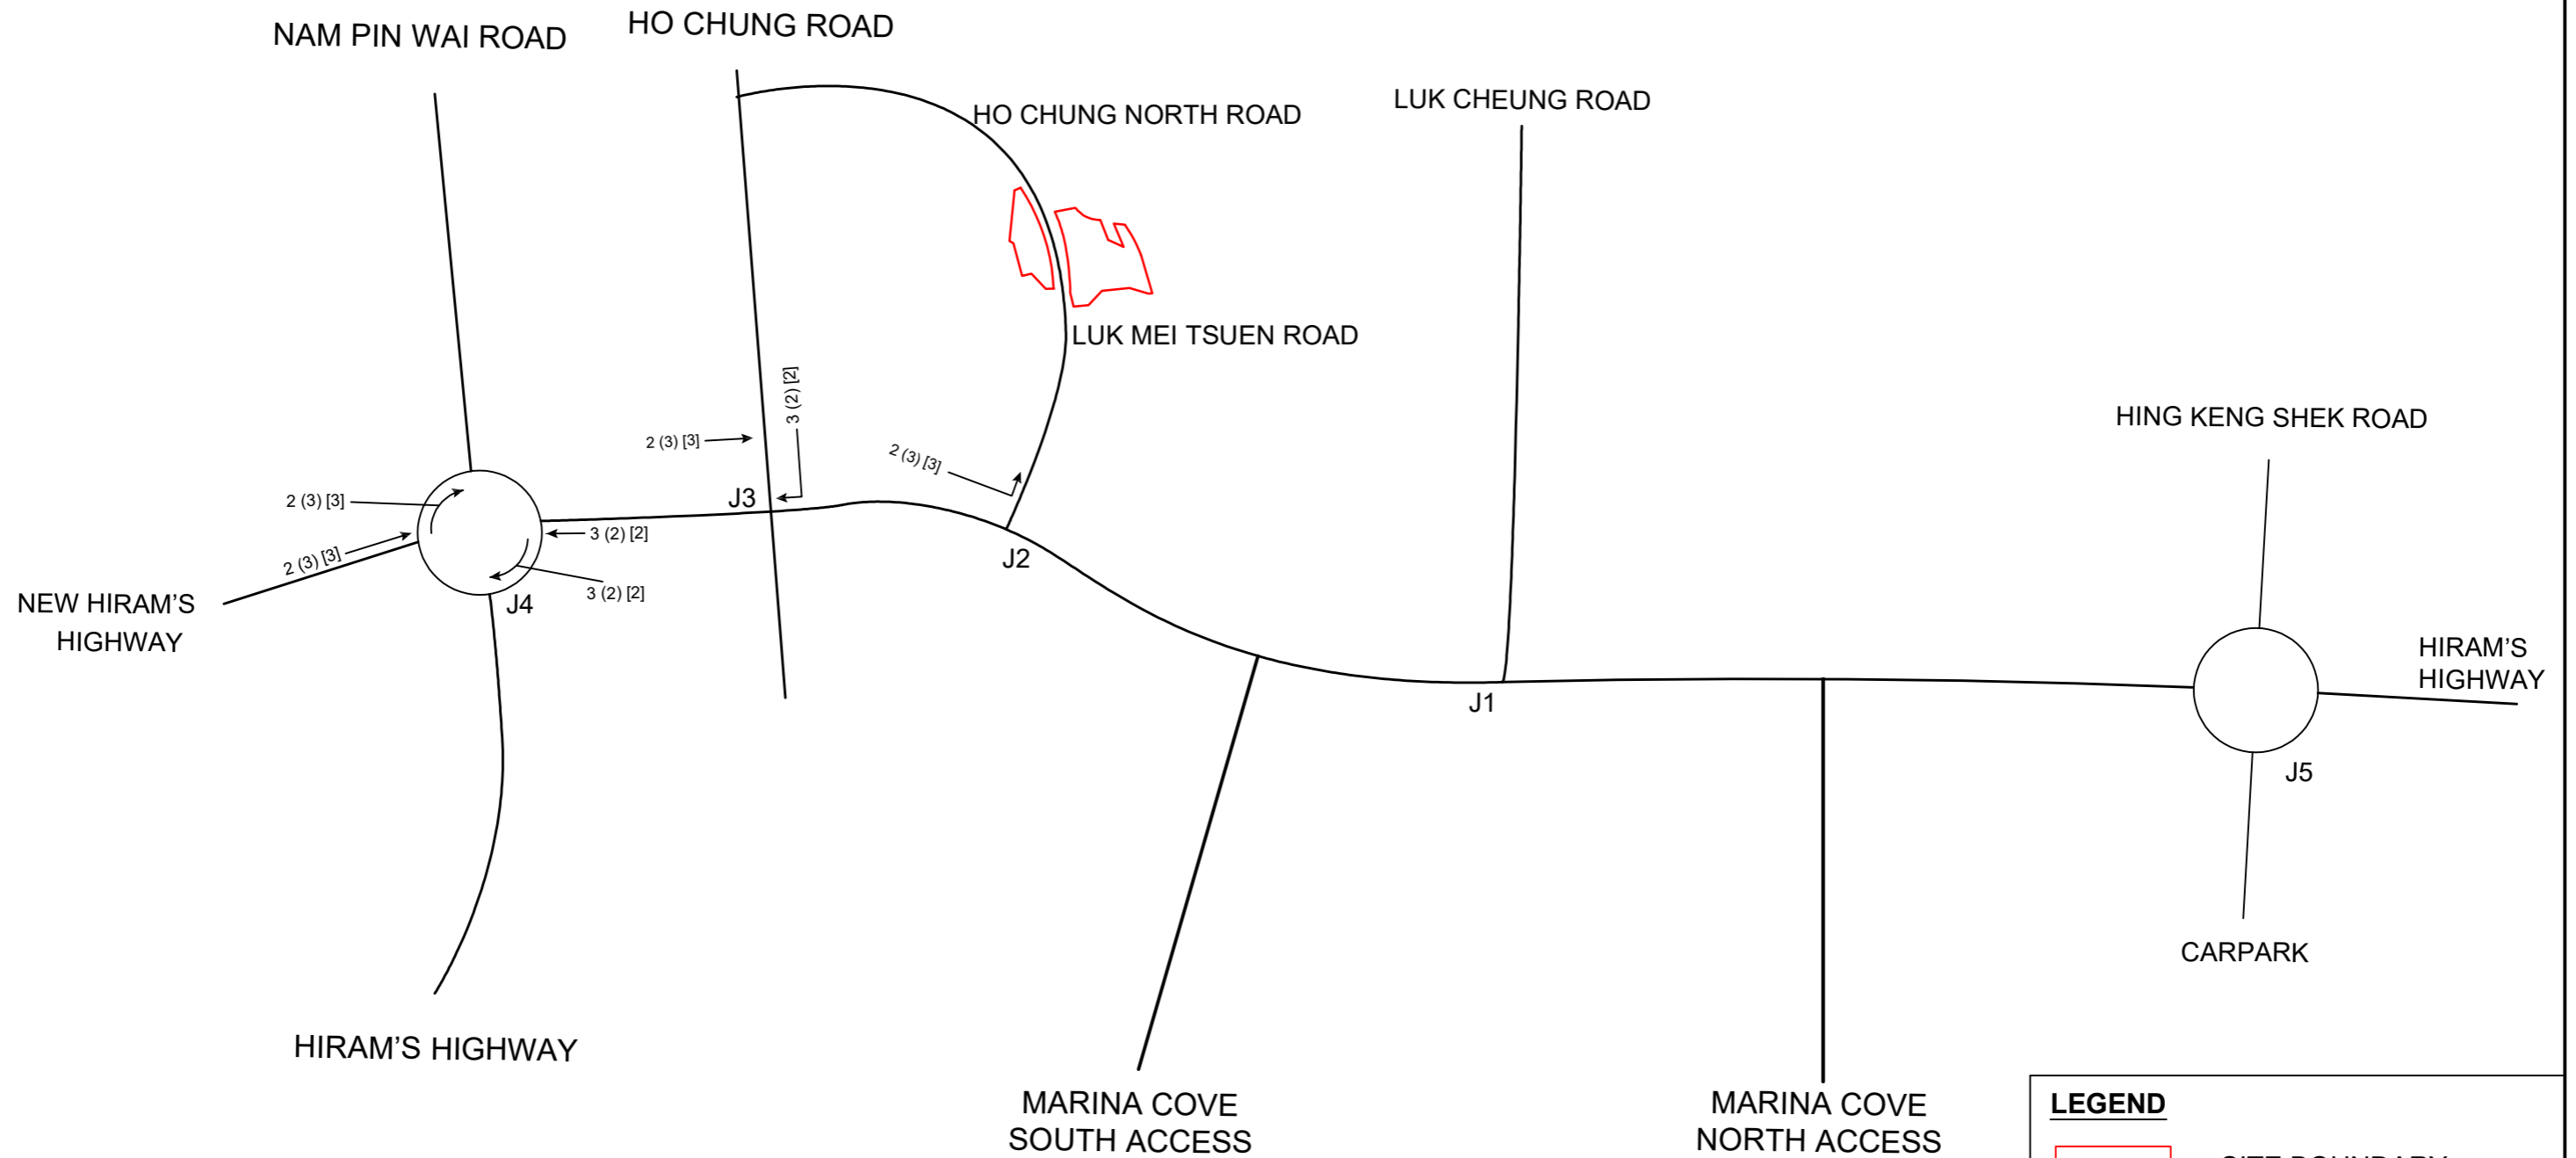 NAM PIN WAI ROAD
HO CHUNG ROAD
HO CHUNG NORTH ROAD
LUK CHEUNG ROAD
LUK MEI TSUEN ROAD
3 (2) [2]
2 (3) [3]
2 (3) [3]
HING KENG SHEK ROAD
J3
2 (3) [3]
3 (2) [2]
2 (3) [3]
J2
3 (2) [2]
J4
NEW HIRAM'S
HIGHWAY
HIRAM'S
HIGHWAY
J1
J5
CARPARK
HIRAM'S HIGHWAY
MARINA COVE
SOUTH ACCESS
MARINA COVE
NORTH ACCESS
LEGEND
SITE BOUNDARY